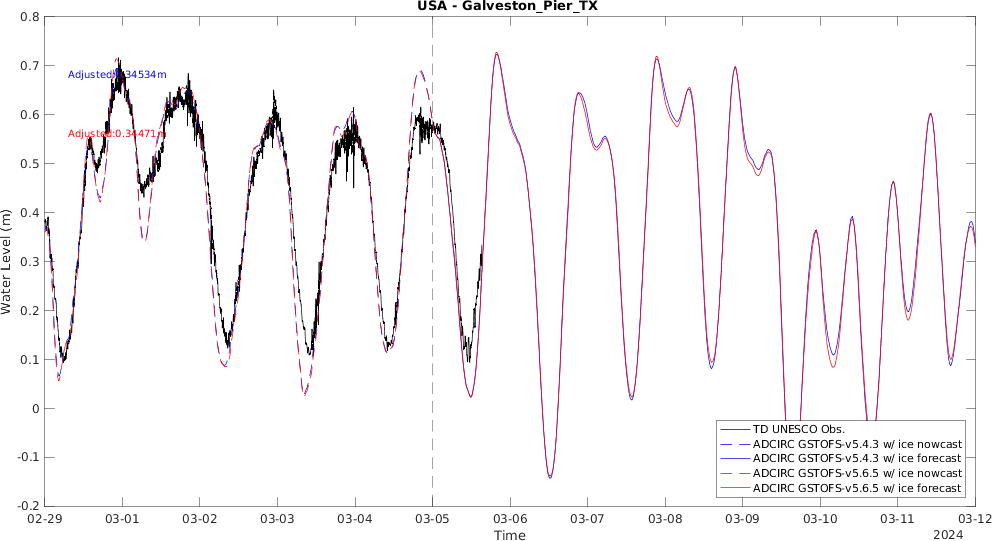 USA - Galveston_Pier_TX
0.8
0.7
0.6
0.5
0.4
0.3
0.2
0.1
0
-0.1
-0.2
Water Level (m)
Adjusted:0.34534m
Adjusted:0.34471m
TD UNESCO Obs.
ADCIRC GSTOFS-v5.4.3 w/ ice nowcast
ADCIRC GSTOFS-v5.4.3 w/ ice forecast
ADCIRC GSTOFS-v5.6.5 w/ ice nowcast
ADCIRC GSTOFS-v5.6.5 w/ ice forecast
02-29 03-01 03-02 03-03 03-04 03-05 03-06 03-07 03-08 03-09 03-10 03-11 03-12
Time
2024